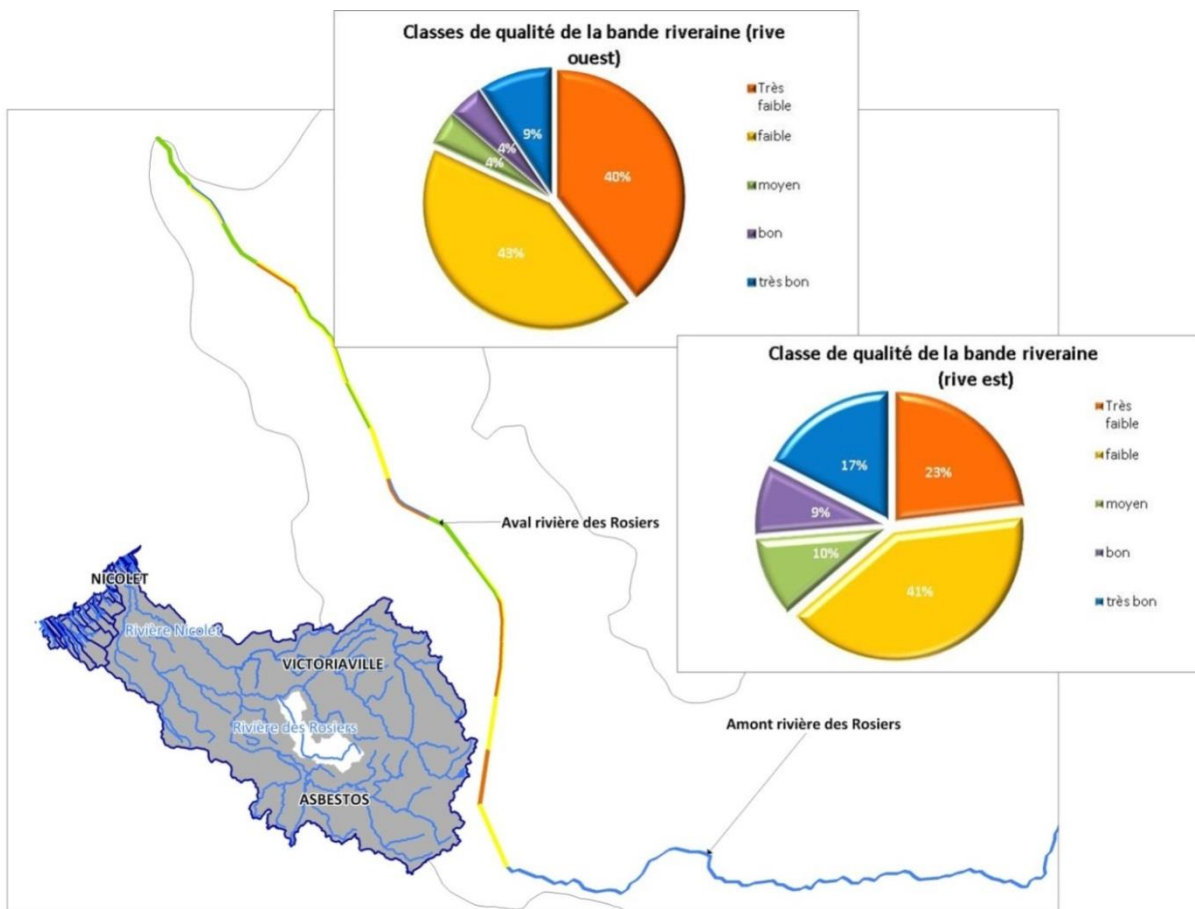 Classes de qualité de la bande riveraine (rive
ouest)
9%
4%
4%
40%
43%
Très
faible
faible
moyen
bon
très bon
Classe de qualité de la bande riveraine
(rive est)
17%
23%
9%
10%
41%
Très
faible
faible
moyen
bon
très bon
Aval rivière des Rosiers
NICOLET
Rivière Nicolet
VICTORIAVILLE
Rivière des Rosiers
Amont rivière des Rosiers
ASBESTOS